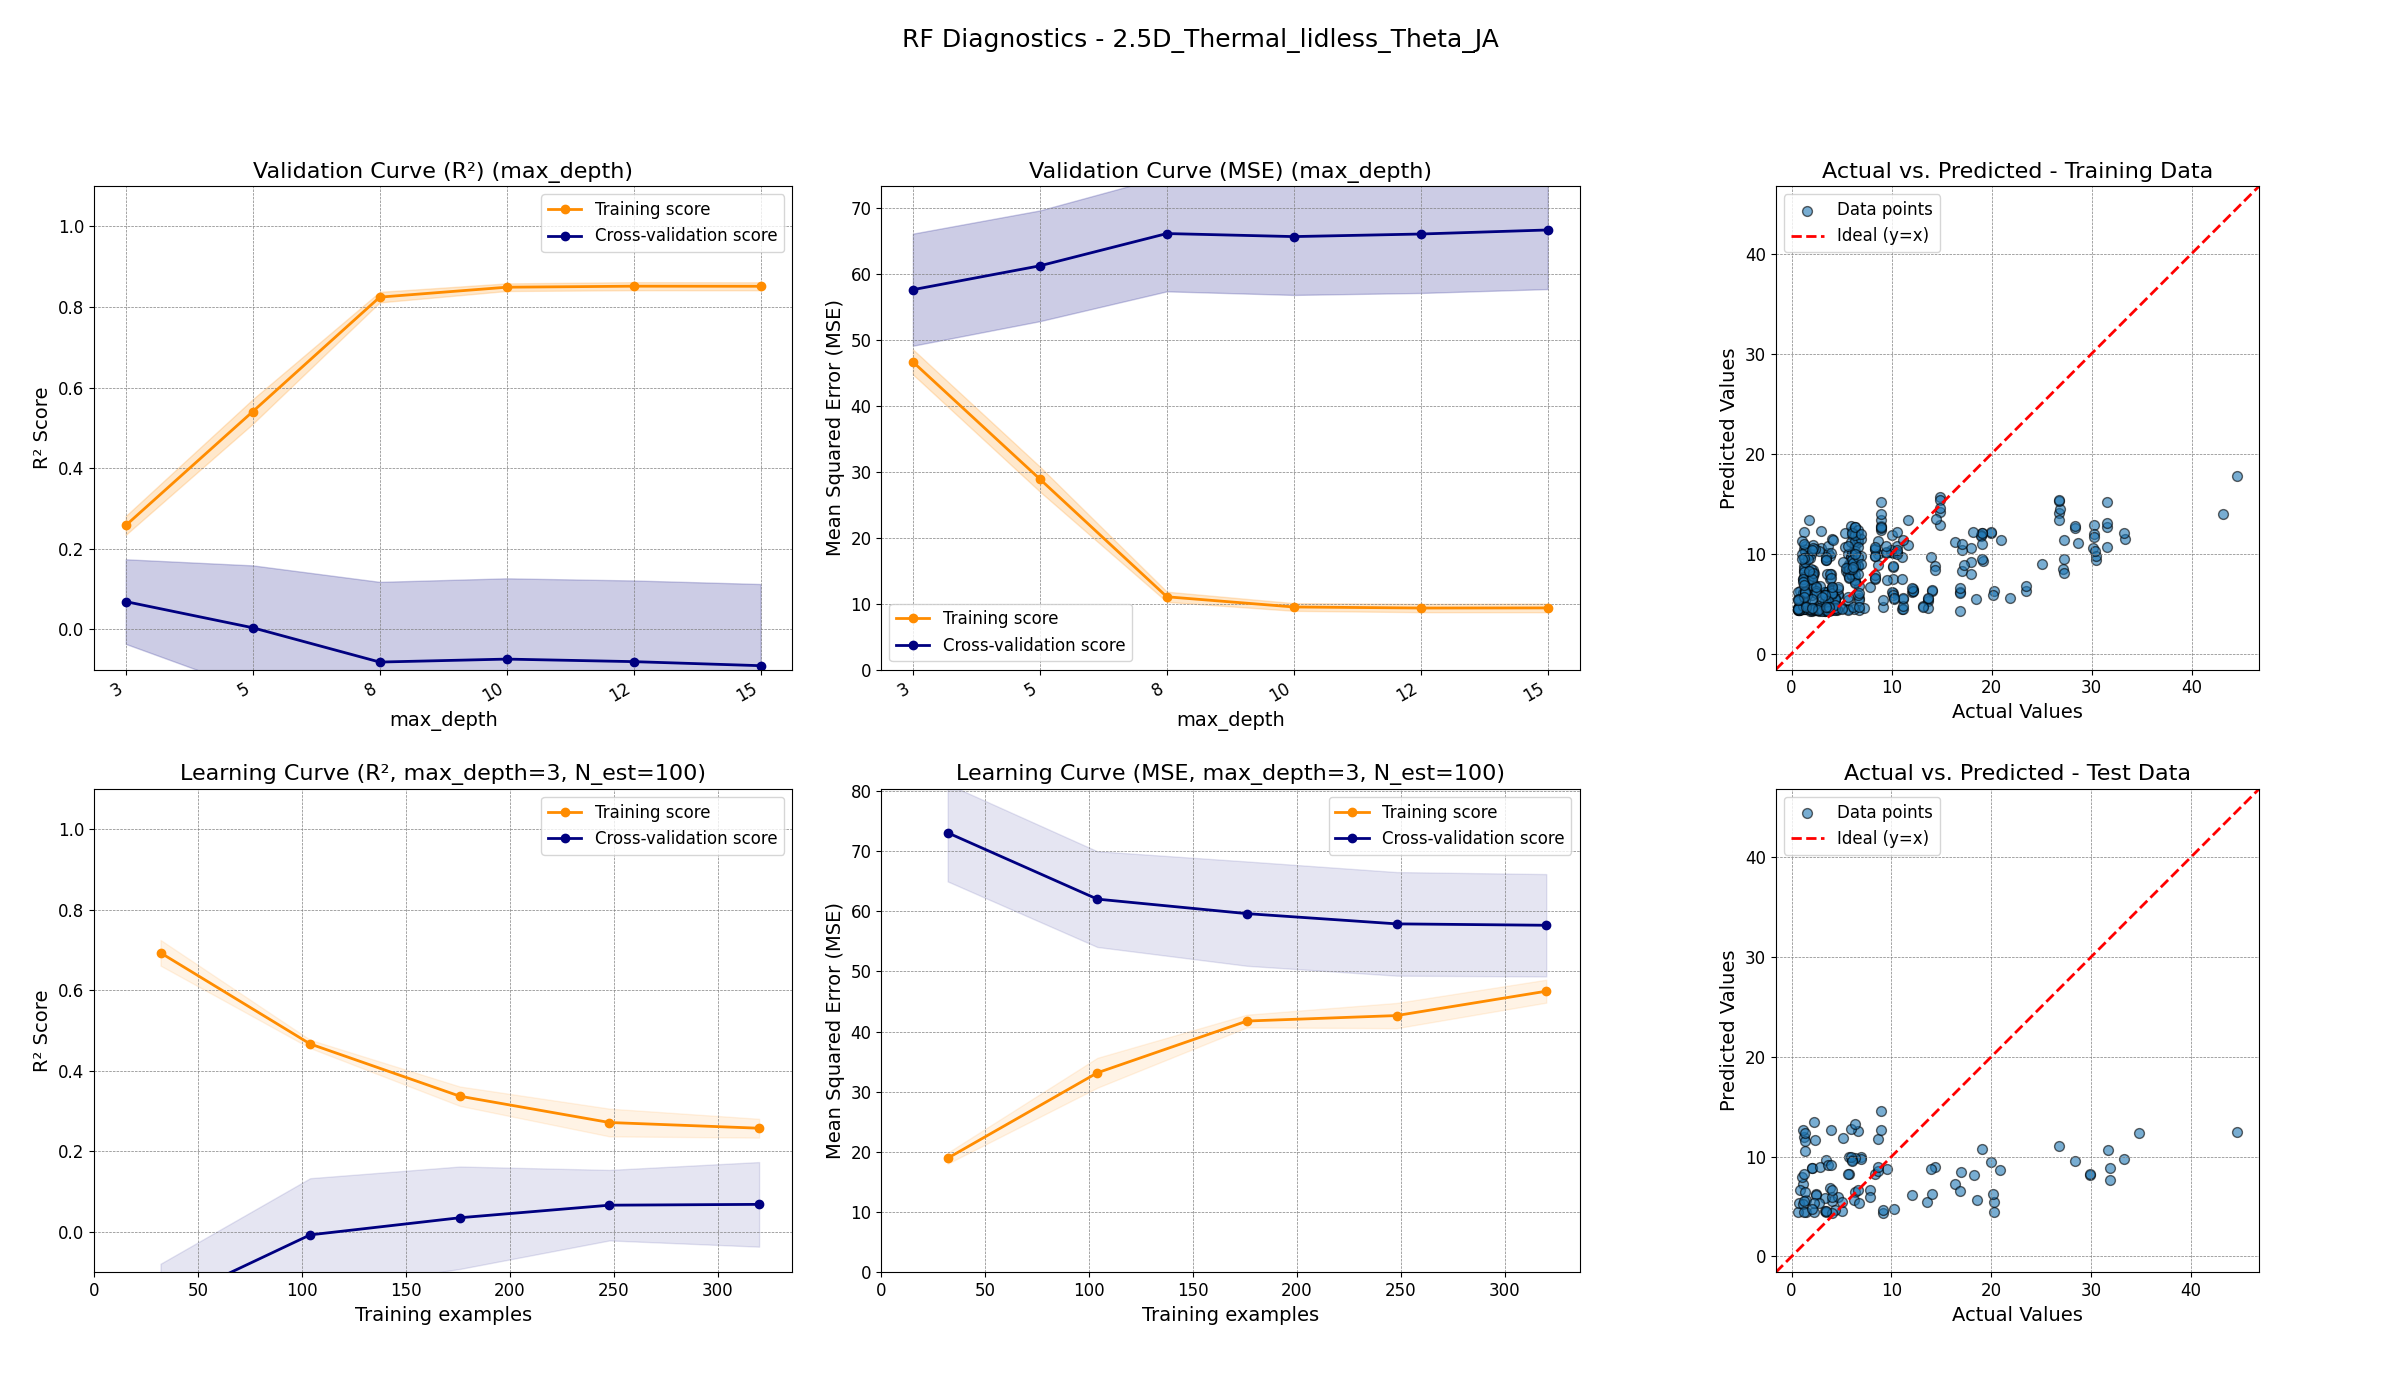 RF Diagnostics - 2.5D_Thermal_lidless_Theta_JA
Validation Curve (R²) (max_depth)
Training score
Cross-validation score
1.0
0.8
0.6
0.4
0.2
0.0
R² Score
3
5
8
10
12
15
max_depth
Validation Curve (MSE) (max_depth)
70
60
50
40
30
20
10
0
Mean Squared Error (MSE)
Training score
Cross-validation score
3
5
8
10
12
15
max_depth
Actual vs. Predicted - Training Data
Data points
Ideal (y=x)
40
30
20
10
0
Predicted Values
0
10
20
30
40
Actual Values
Learning Curve (R², max_depth=3, N_est=100)
Training score
Cross-validation score
1.0
0.8
0.6
0.4
0.2
0.0
R² Score
0
50
100
150
200
250
300
Training examples
Learning Curve (MSE, max_depth=3, N_est=100)
Training score
Cross-validation score
80
70
60
50
40
30
20
10
0
Mean Squared Error (MSE)
0
50
100
150
200
250
300
Training examples
Actual vs. Predicted - Test Data
Data points
Ideal (y=x)
40
30
20
10
0
Predicted Values
0
10
20
30
40
Actual Values